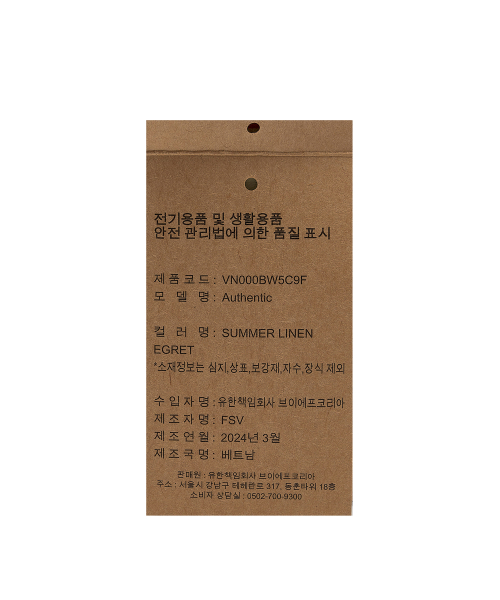 전기용품 및 생활용품
안전 관리법에 의한 품질 표시
제 품 코 드 : VN000BW5C9F
모 델 명 : Authentic
컬 러 명 : SUMMER LINEN
EGRET
*소재정보는 심지,상표,보강재,자수,장식 제외
수 입 자 명 : 유한책임회사 브이에프코리아
제 조 자 명 : FSV
제 조 연 월 : 2024년 3월
제 조 국 명 : 베트남
판매원 : 유한책임회사 브이에프코리아
주소 : 서울시 강남구 테헤란로 317, 동훈타워 16층
소비자 상담실 : 0502-700-9300